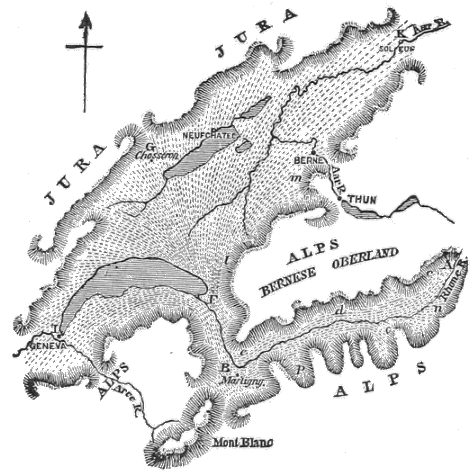 JURA
K Aar R.
SOLEUR
NEUFCHATEL
G
Chasseron
JURA
BERNE
m
Aar R.
THUN
ALPS
BERNESE OBERLAND
l
A
e
Rhone R.
n
F
L
GENEVA
d
c
e
B
Martigny
p
ALPS
ALPS
Arve R.
Mont Blanc